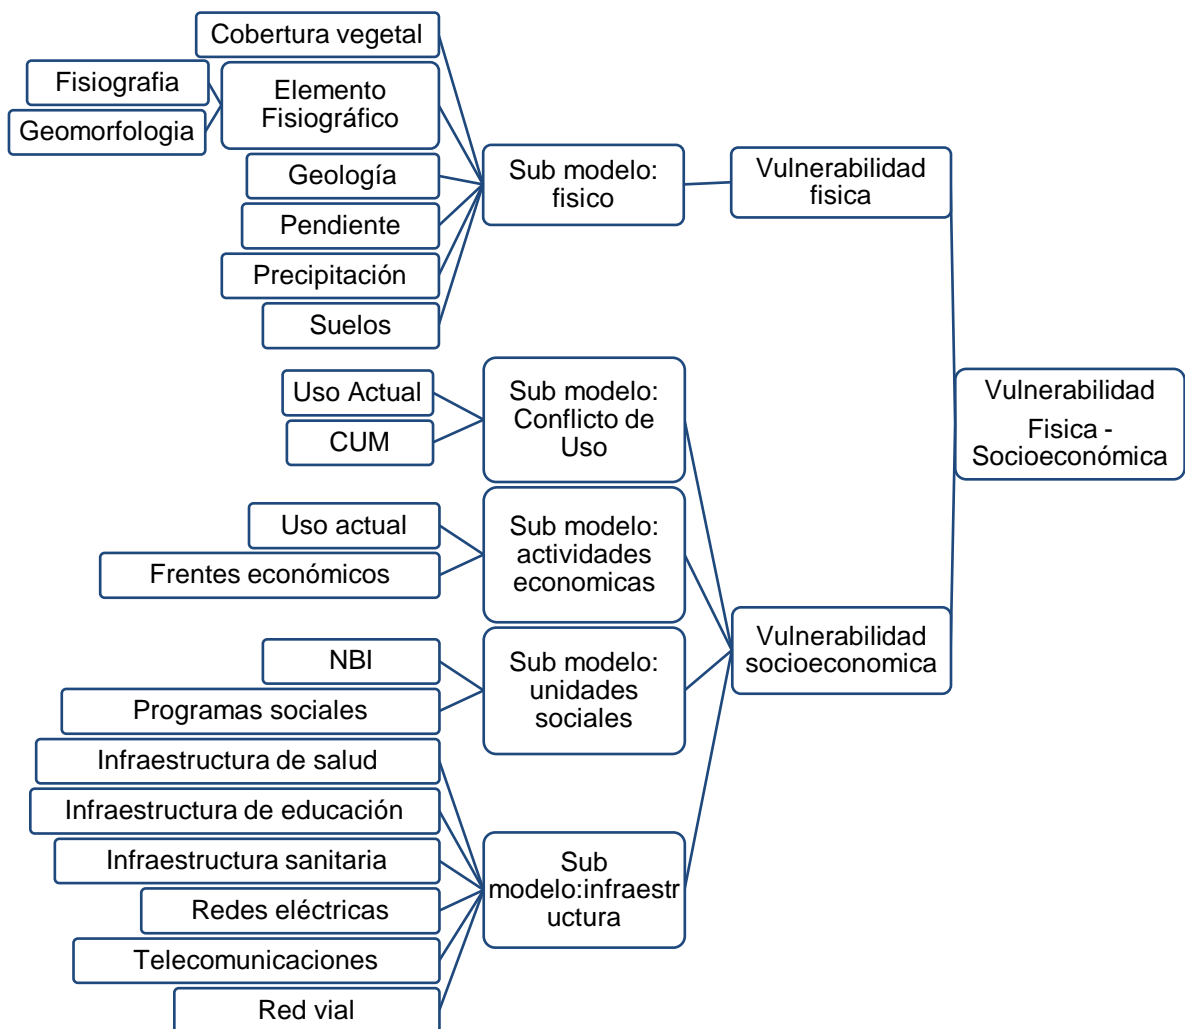 Cobertura vegetal
Fisiografia
Geomorfologia
Elemento
Fisiográfico
Geología
Pendiente
Precipitación
Suelos
Sub modelo:
fisico
Vulnerabilidad
fisica
Uso Actual
CUM
Sub modelo:
Conflicto de
Uso
Uso actual
Frentes económicos
Sub modelo:
actividades
economicas
NBI
Programas sociales
Sub modelo:
unidades
sociales
Infraestructura de salud
Infraestructura de educación
Infraestructura sanitaria
Redes eléctricas
Telecomunicaciones
Red vial
Sub
modelo:infraestr
uctura
Vulnerabilidad
socioeconomica
Vulnerabilidad
Fisica -
Socioeconómica